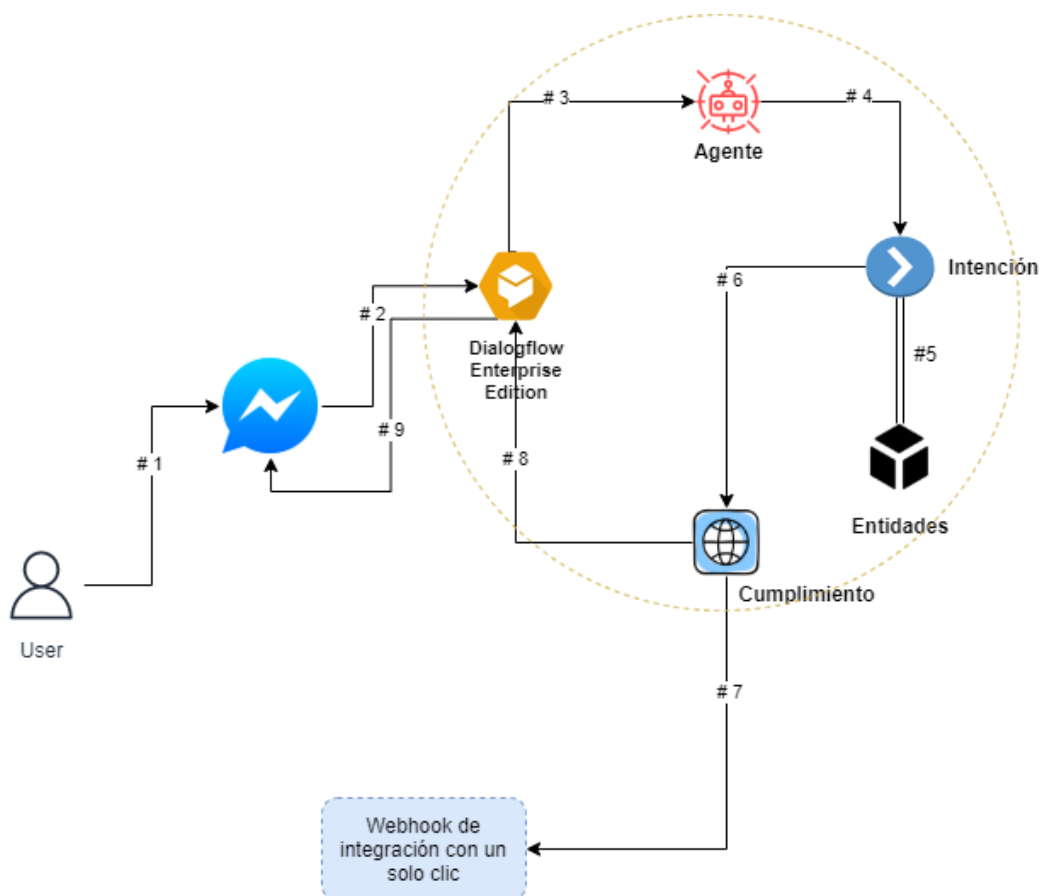 # 3
# 4
Agente
Intención
# 6
# 2
Dialogflow
Enterprise
Edition
#5
# 9
# 1
# 8
Entidades
Cumplimiento
User
# 7
Webhook de
integración con un
solo clic